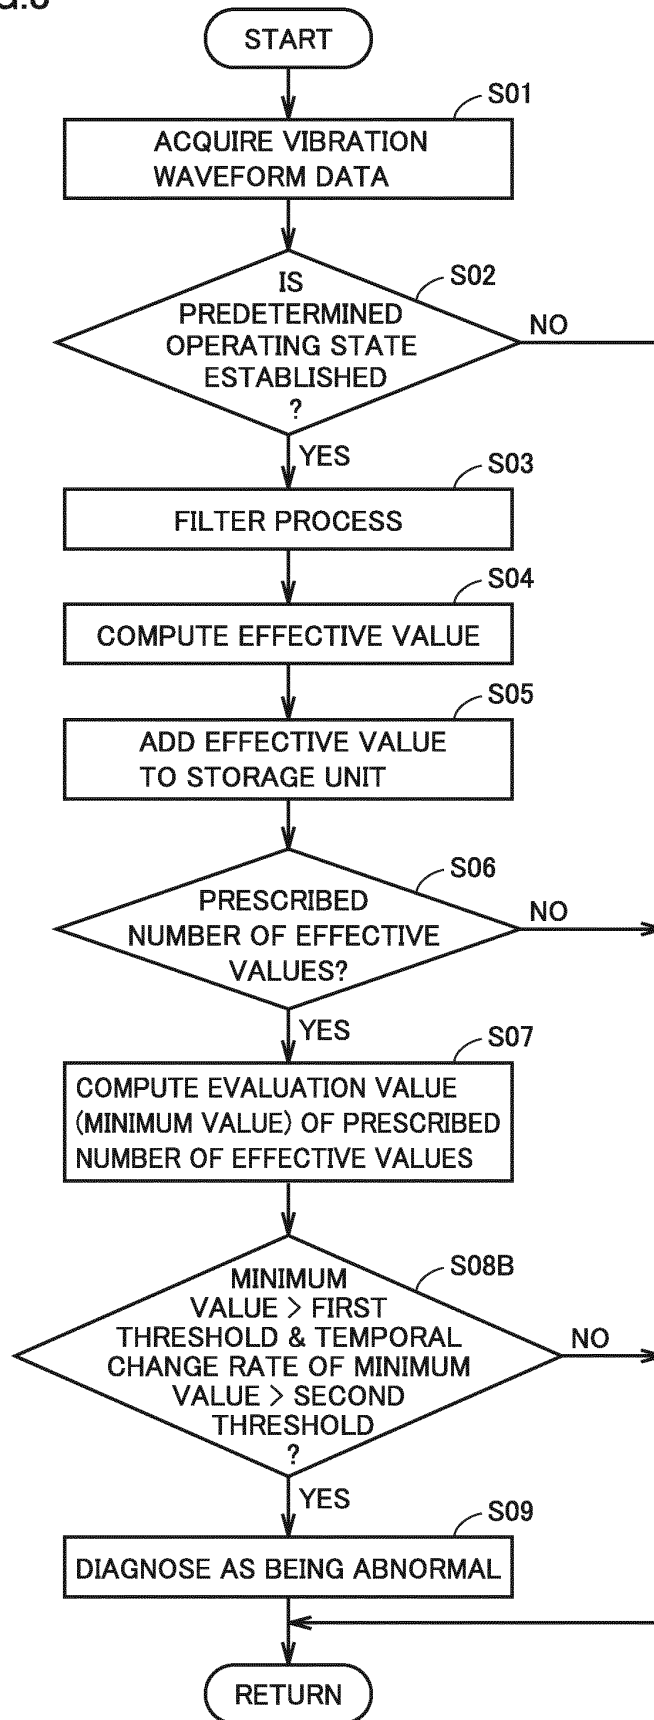 START
S01
ACQUIRE VIBRATION
WAVEFORM DATA
S02
IS
PREDETERMINED
OPERATING STATE
ESTABLISHED
?
NO
YES
S03
FILTER PROCESS
S04
COMPUTE EFFECTIVE VALUE
S05
ADD EFFECTIVE VALUE
TO STORAGE UNIT
S06
PRESCRIBED
NUMBER OF EFFECTIVE
VALUES?
NO
YES
S07
COMPUTE EVALUATION VALUE
(MINIMUM VALUE) OF PRESCRIBED
NUMBER OF EFFECTIVE VALUES
S08B
MINIMUM
VALUE > FIRST
THRESHOLD & TEMPORAL
CHANGE RATE OF MINIMUM
VALUE > SECOND
THRESHOLD
?
NO
YES
S09
DIAGNOSE AS BEING ABNORMAL
RETURN